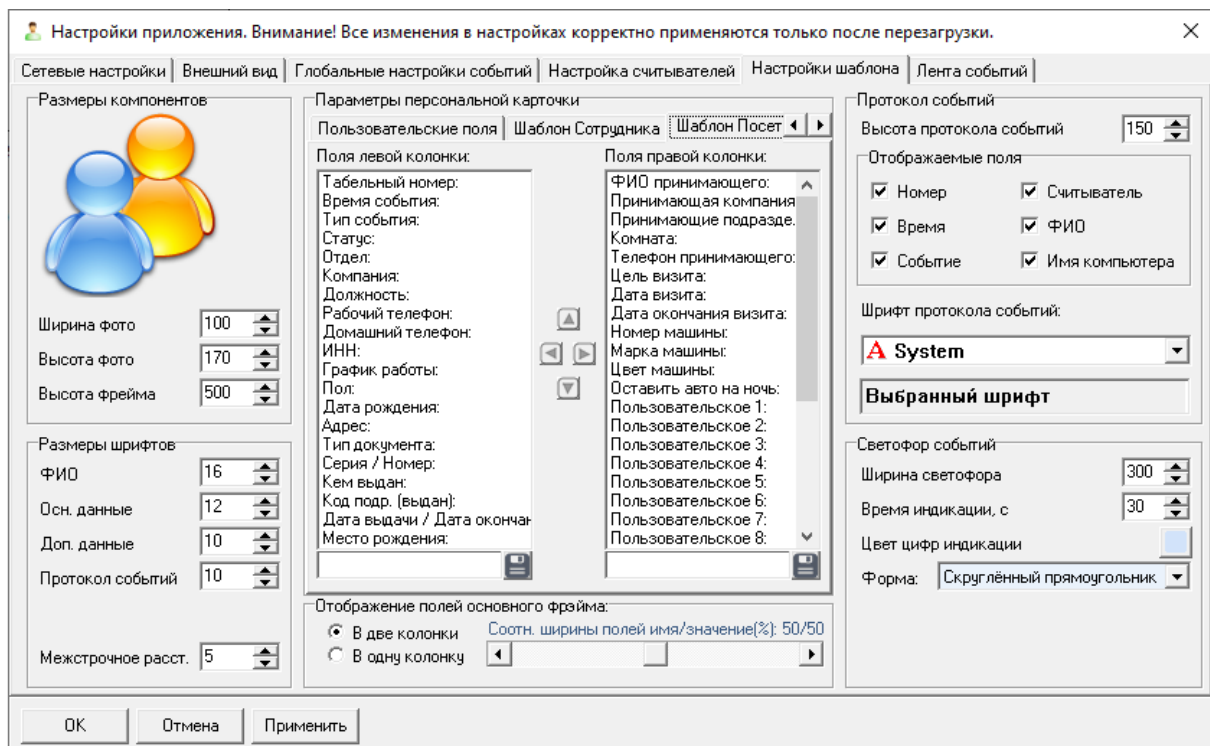 Настройки приложения. Внимание! Все изменения в настройках корректно применяются только после перезагрузки.
Сетевые настройки Внешний вид Глобальные настройки событий Настройка считывателей Настройки шаблона Лента событий
Размеры компонентов
Ширина фото 100
Высота фото 170
Высота фрейма 500
Размеры шрифтов
ФИО 16
Осн. данные 12
Доп. данные 10
Протокол событий 10
Межстрочное расст. 5
Параметры персональной карточки
Пользовательские поля Шаблон Сотрудника Шаблон Посет
Поля левой колонки:
Табельный номер:
Время события:
Тип события:
Статус:
Отдел:
Компания:
Должность:
Рабочий телефон:
Домашний телефон:
ИНН:
График работы:
Пол:
Дата рождения:
Адрес:
Тип документа:
Серия / Номер:
Кем выдан:
Код подр. (выдан):
Дата выдачи / Дата окончан
Место рождения:
Поля правой колонки:
ФИО принимающего:
Принимающая компания
Принимающие подразде.
Комната:
Телефон принимающего:
Цель визита:
Дата визита:
Дата окончания визита:
Номер машины:
Марка машины:
Цвет машины:
Оставить авто на ночь:
Пользовательское 1:
Пользовательское 2:
Пользовательское 3:
Пользовательское 4:
Пользовательское 5:
Пользовательское 6:
Пользовательское 7:
Пользовательское 8:
Отображение полей основного фрэйма:
В две колонки
В одну колонку
Соотн. ширины полей имя/значение(%): 50/50
Протокол событий
Высота протокола событий 150
Отображаемые поля
Номер Считыватель
Время ФИО
Событие Имя компьютера
Шрифт протокола событий:
A System
Выбранный шрифт
Светофор событий
Ширина светофора 300
Время индикации, с 30
Цвет цифр индикации
Форма: Скруглённый прямоугольник
OK Отмена Применить